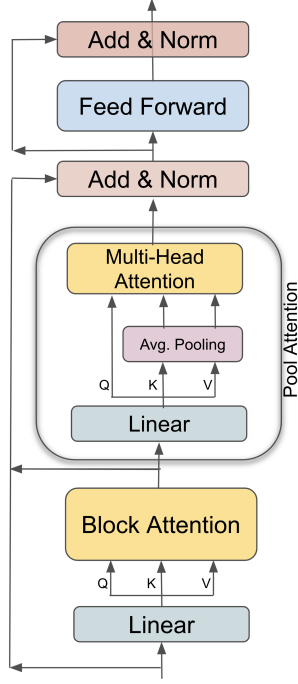 Add & Norm
Feed Forward
Add & Norm
Multi-Head
Attention
Avg. Pooling
Q K V
Linear
Pool Attention
Block Attention
Q K V
Linear